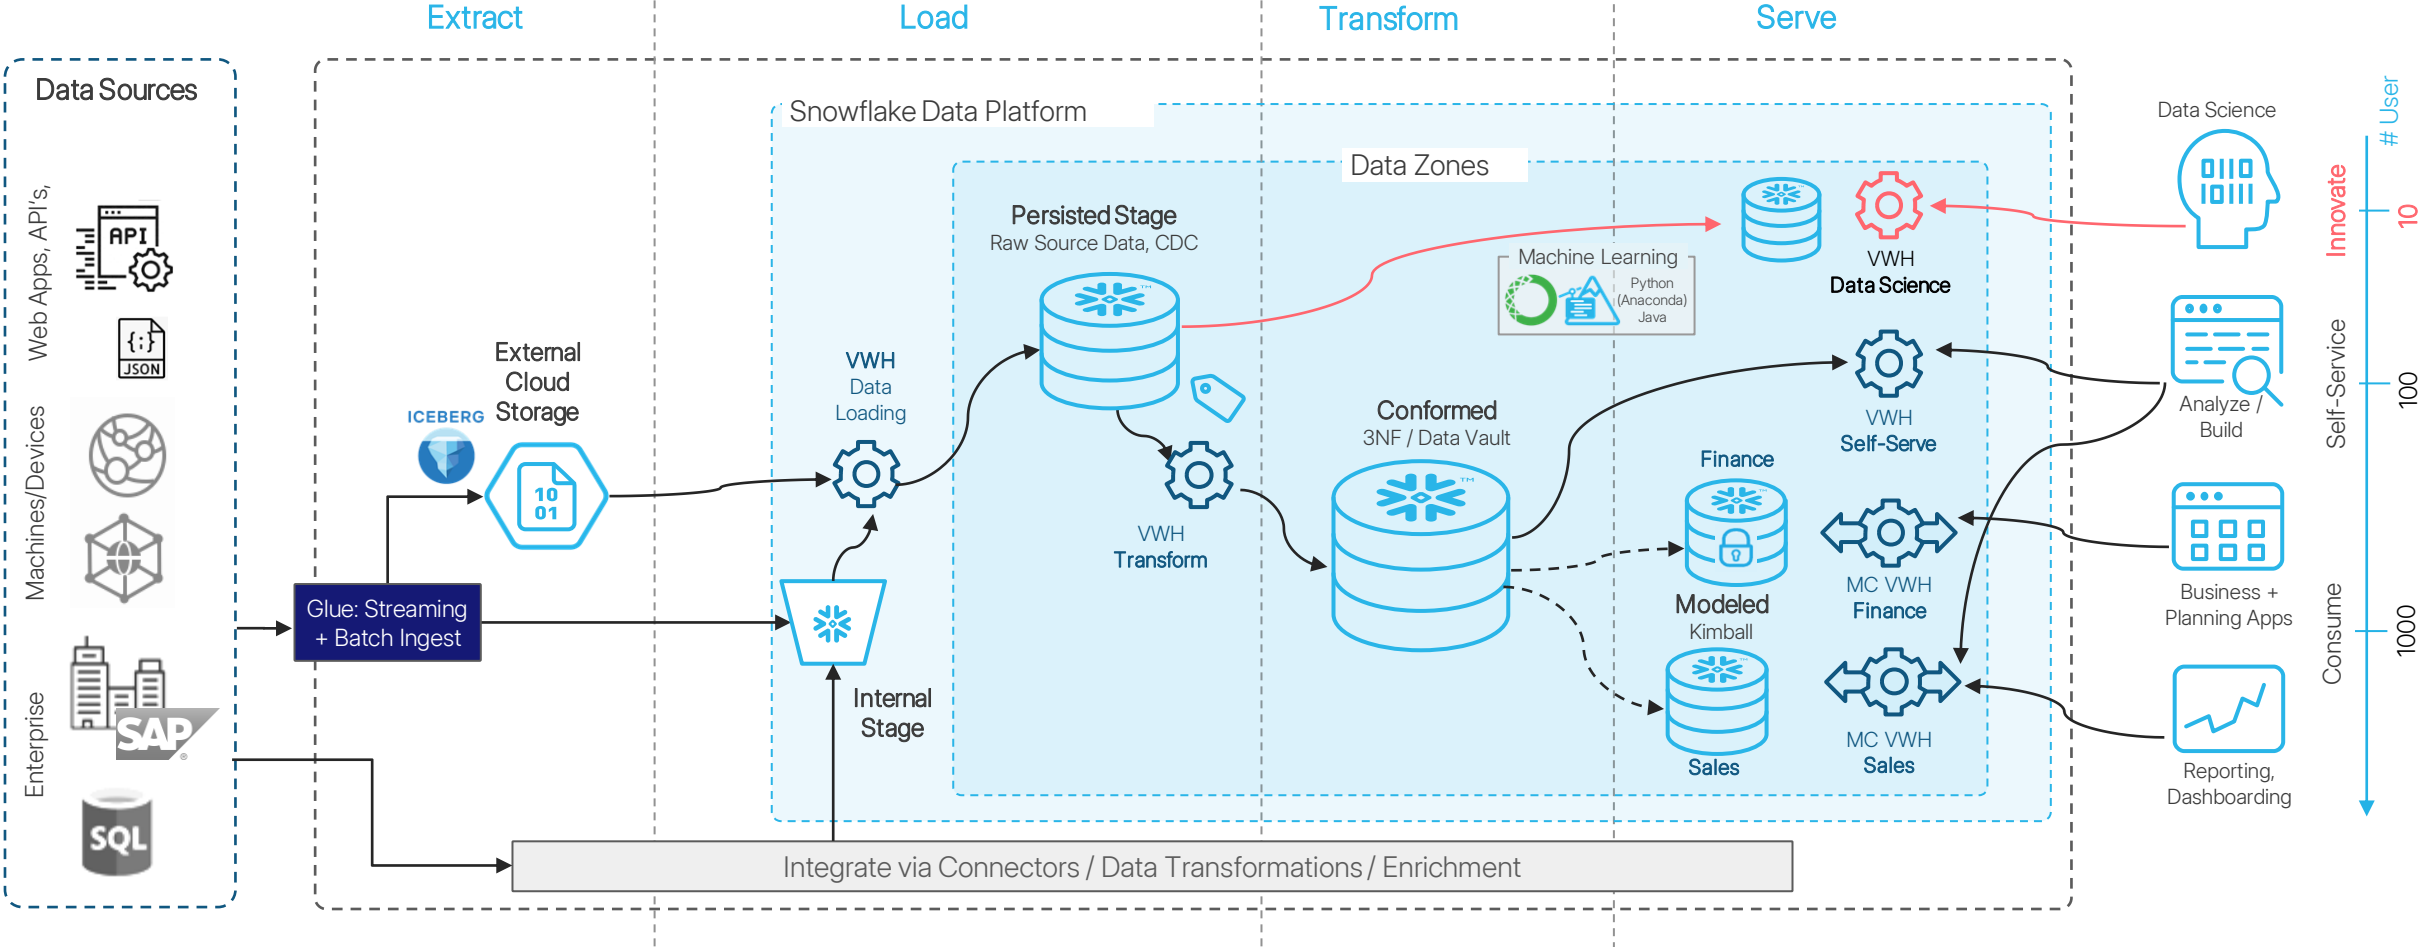 Extract
Load
Transform
Serve
Data Sources
Web Apps, API's,
API
{:}
JSON
Machines/Devices
Enterprise
SAP
®
SQL
Glue: Streaming
+ Batch Ingest
ICEBERG
External
Cloud
Storage
10
01
Snowflake Data Platform
VWH
Data
Loading
Internal
Stage
Data Zones
Persisted Stage
Raw Source Data, CDC
TM
VWH
Transform
Conformed
3NF / Data Vault
TM
Machine Learning
Python
(Anaconda)
Java
VWH
Data Science
VWH
Self-Serve
Finance
Modeled
Kimball
Sales
MC VWH
Finance
MC VWH
Sales
Integrate via Connectors / Data Transformations / Enrichment
Data Science
Analyze /
Build
Business +
Planning Apps
Reporting,
Dashboarding
# User
Innovate
10
Self-Service
100
Consume
1000